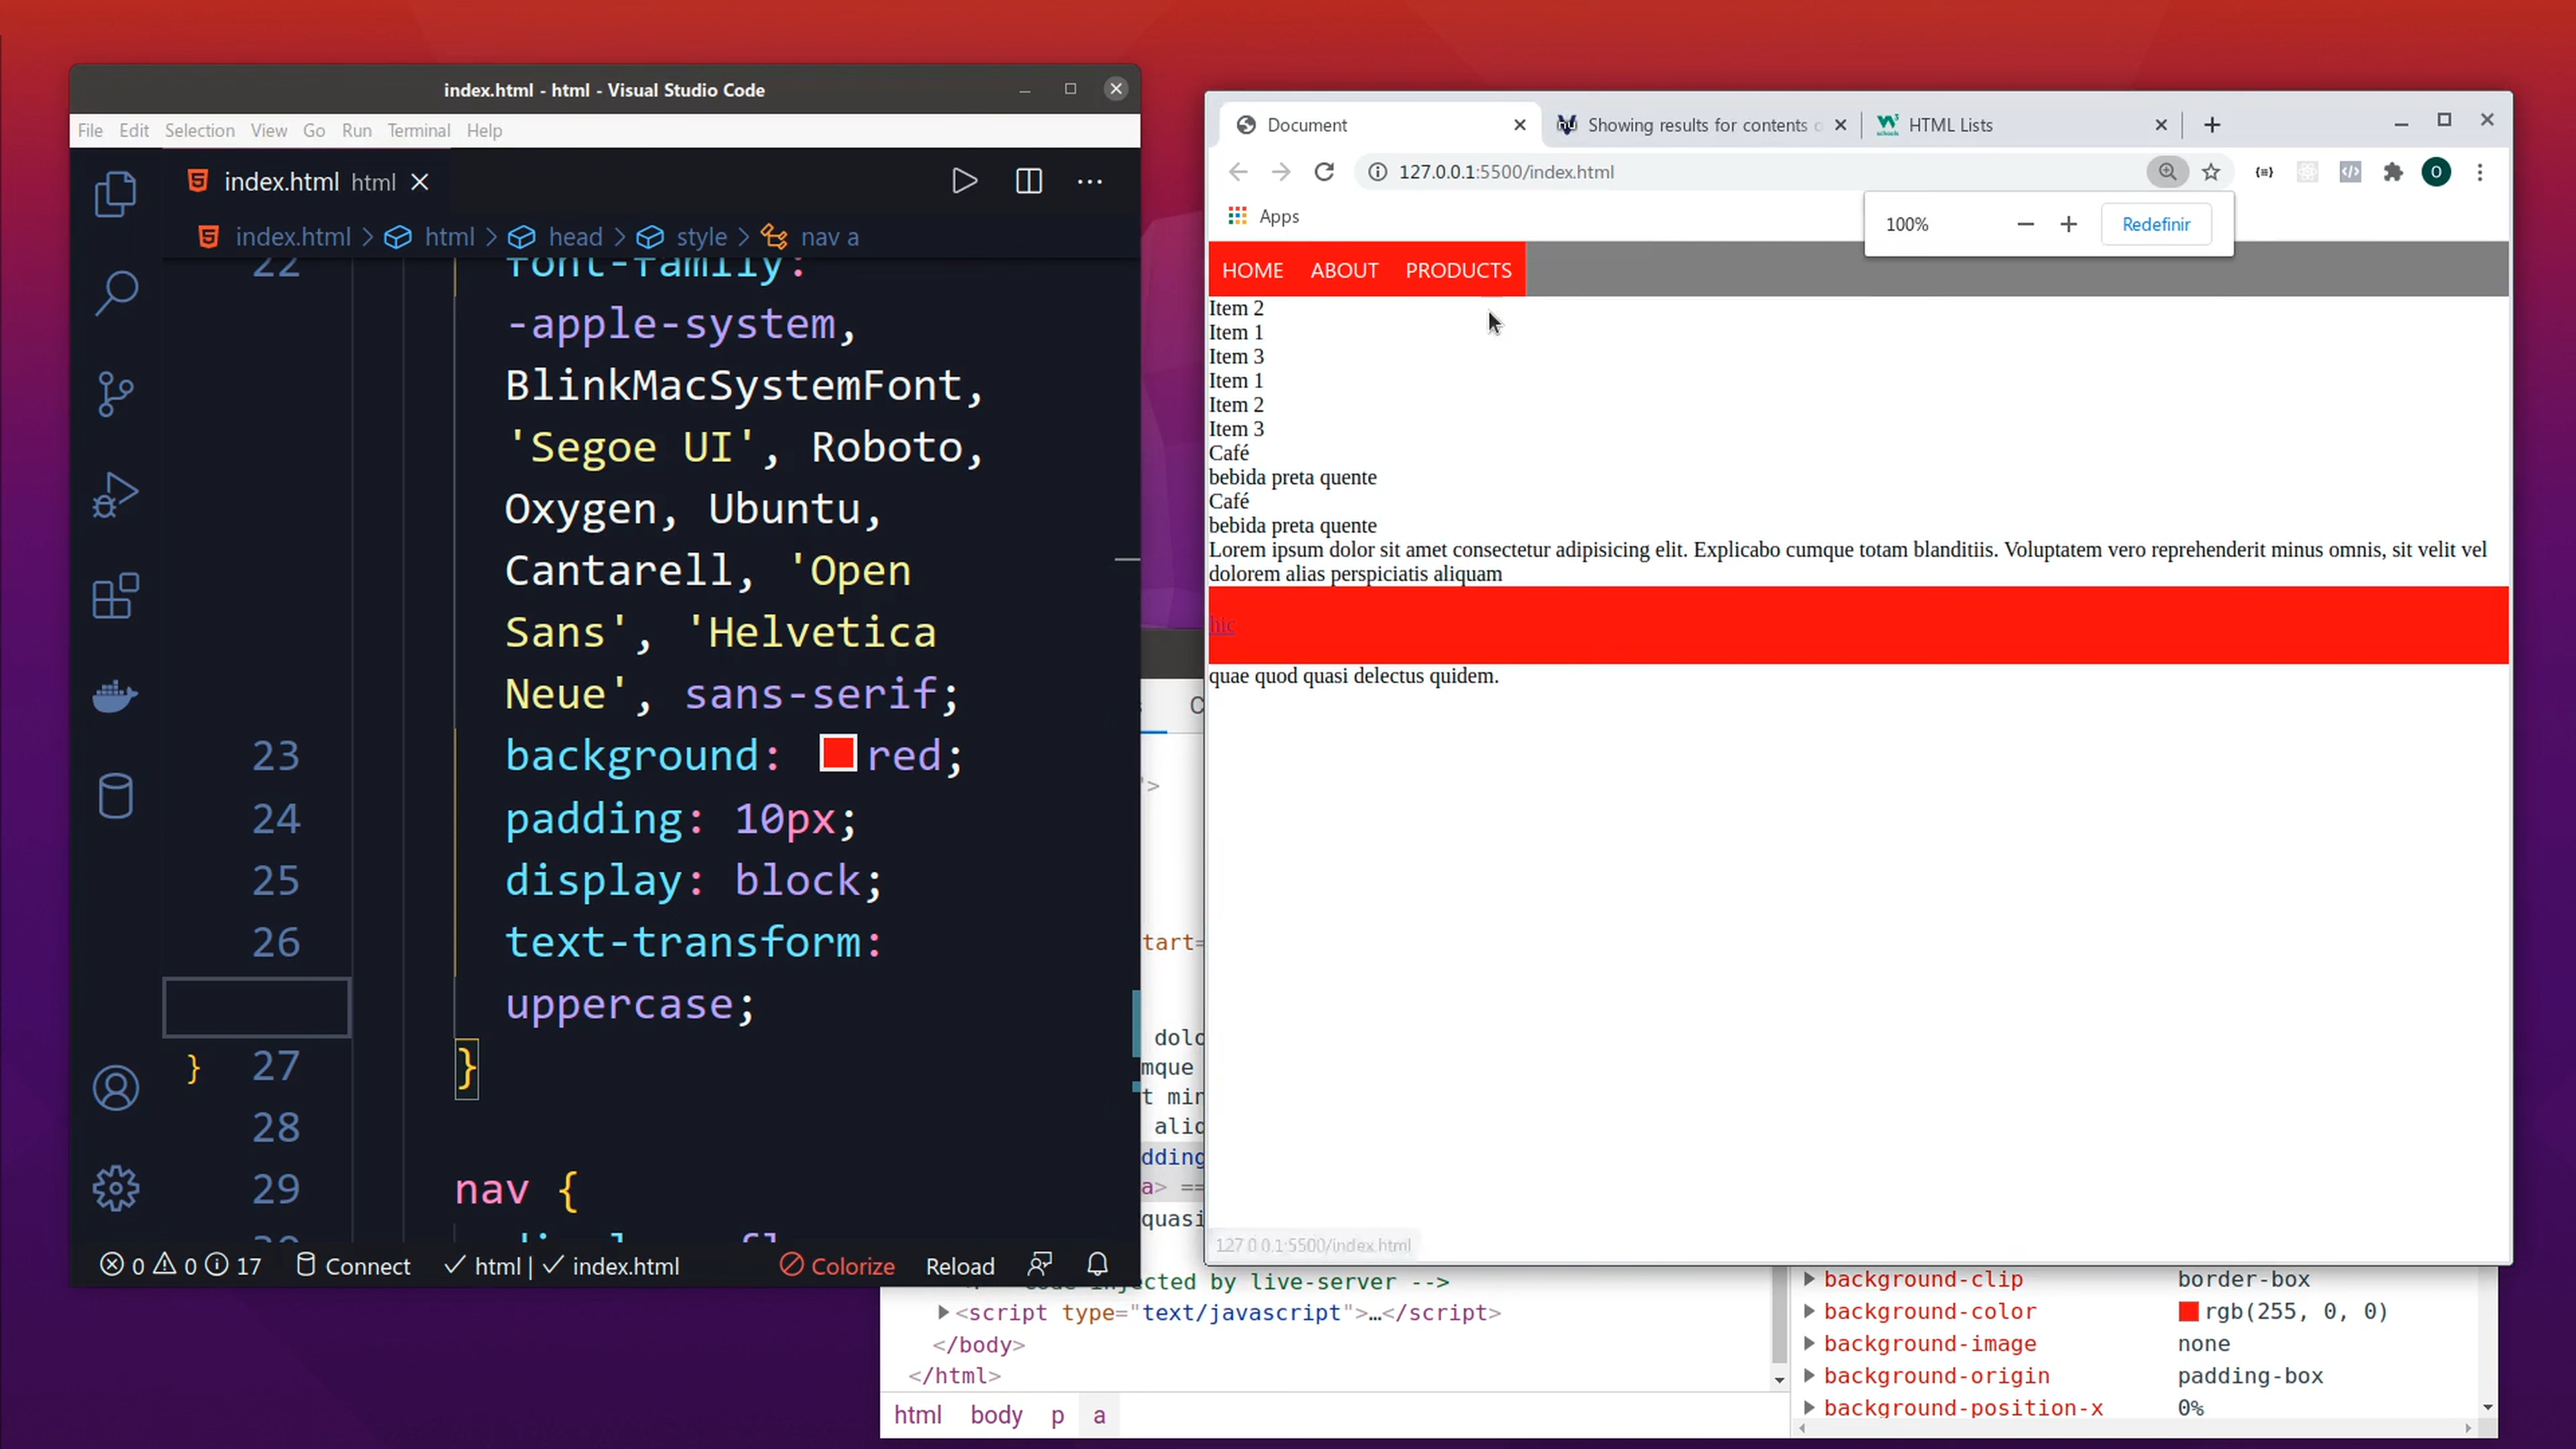 index.html - html - Visual Studio Code
File Edit Selection View Go Run Terminal Help
index.html html
index.html > html > head > style > nav a
22 font-family:
-apple-system,
BlinkMacSystemFont,
'Segoe UI', Roboto,
Oxygen, Ubuntu,
Cantarell, 'Open
Sans', 'Helvetica
Neue', sans-serif;
23 background: red;
24 padding: 10px;
25 display: block;
26 text-transform:
uppercase;
} 27 }
28
29 nav {
0 0 17 Connect html | index.html Colorize Reload
Document
Showing results for contents
HTML Lists
127.0.0.1:5500/index.html
Apps
100% Redefinir
HOME ABOUT PRODUCTS
Item 2
Item 1
Item 3
Item 1
Item 2
Item 3
Café
bebida preta quente
Café
bebida preta quente
Lorem ipsum dolor sit amet consectetur adipisicing elit. Explicabo cumque totam blanditiis. Voluptatem vero reprehenderit minus omnis, sit velit vel
dolorem alias perspiciatis aliquam
hic
quae quod quasi delectus quidem.
127.0.0.1:5500/index.html
injected by live-server -->
<script type="text/javascript">…</script>
</body>
</html>
html body p a
background-clip border-box
background-color rgb(255, 0, 0)
background-image none
background-origin padding-box
background-position-x 0%